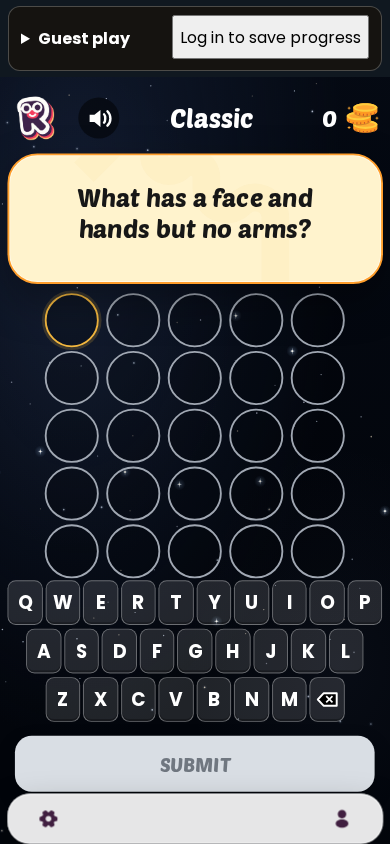 ▶ Guest play
Log in to save progress
R
Classic
0
What has a face and
hands but no arms?
Q W E R T Y U I O P
A S D F G H J K L
Z X C V B N M
SUBMIT